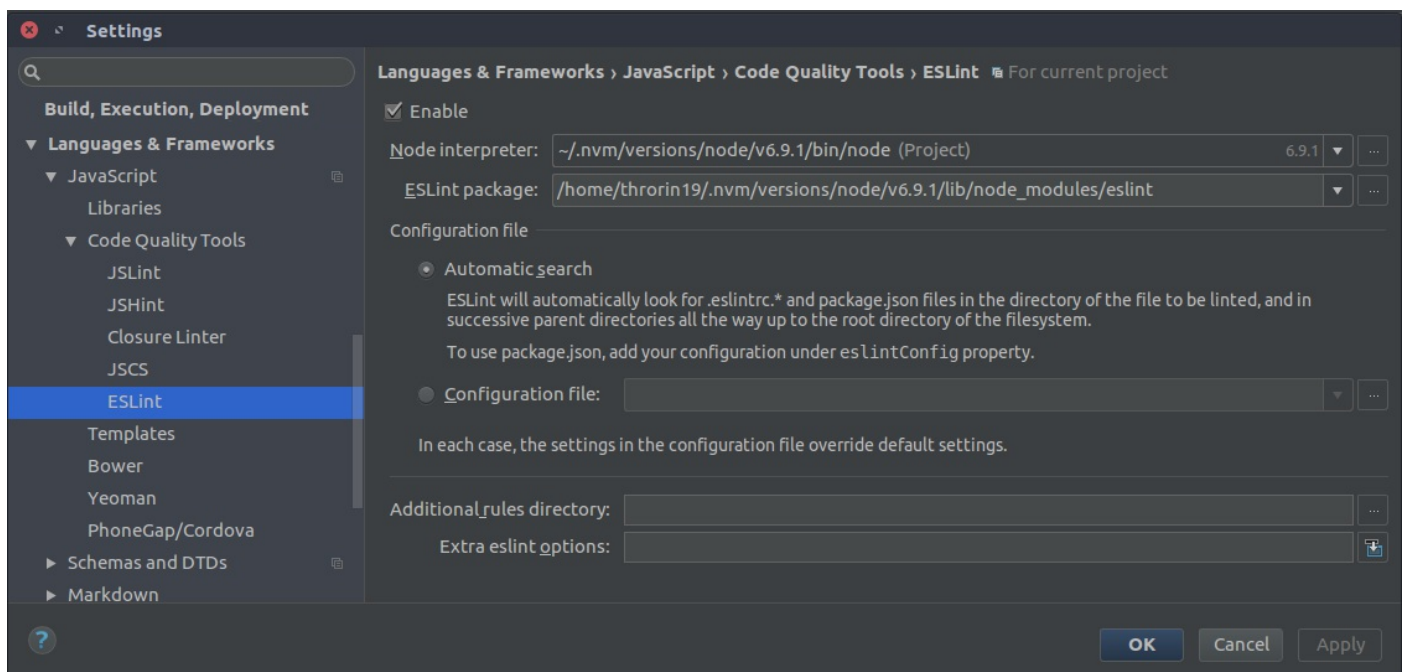 Settings
Build, Execution, Deployment
Languages & Frameworks
JavaScript
Libraries
Code Quality Tools
JSLint
JSHint
Closure Linter
JSCS
ESLint
Templates
Bower
Yeoman
PhoneGap/Cordova
Schemas and DTDs
Markdown
Languages & Frameworks › JavaScript › Code Quality Tools › ESLint For current project
Enable
Node interpreter: ~/.nvm/versions/node/v6.9.1/bin/node (Project) 6.9.1 ...
ESLint package: /home/throrin19/.nvm/versions/node/v6.9.1/lib/node_modules/eslint ...
Configuration file
Automatic search
ESLint will automatically look for .eslintrc.* and package.json files in the directory of the file to be linted, and in
successive parent directories all the way up to the root directory of the filesystem.
To use package.json, add your configuration under eslintConfig property.
Configuration file: ...
In each case, the settings in the configuration file override default settings.
Additional rules directory: ...
Extra eslint options:
?
OK Cancel Apply